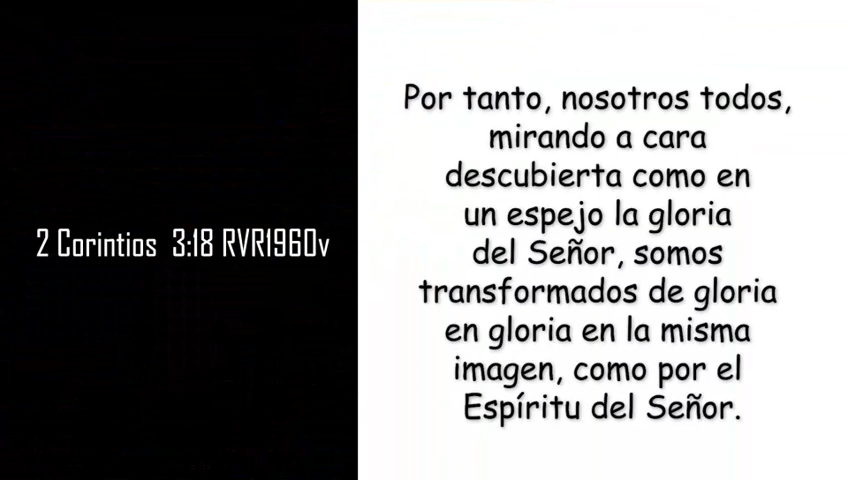 2 Corintios 3:18 RVR1960v
Por tanto, nosotros todos,
mirando a cara
descubierta como en
un espejo la gloria
del Señor, somos
transformados de gloria
en gloria en la misma
imagen, como por el
Espíritu del Señor.